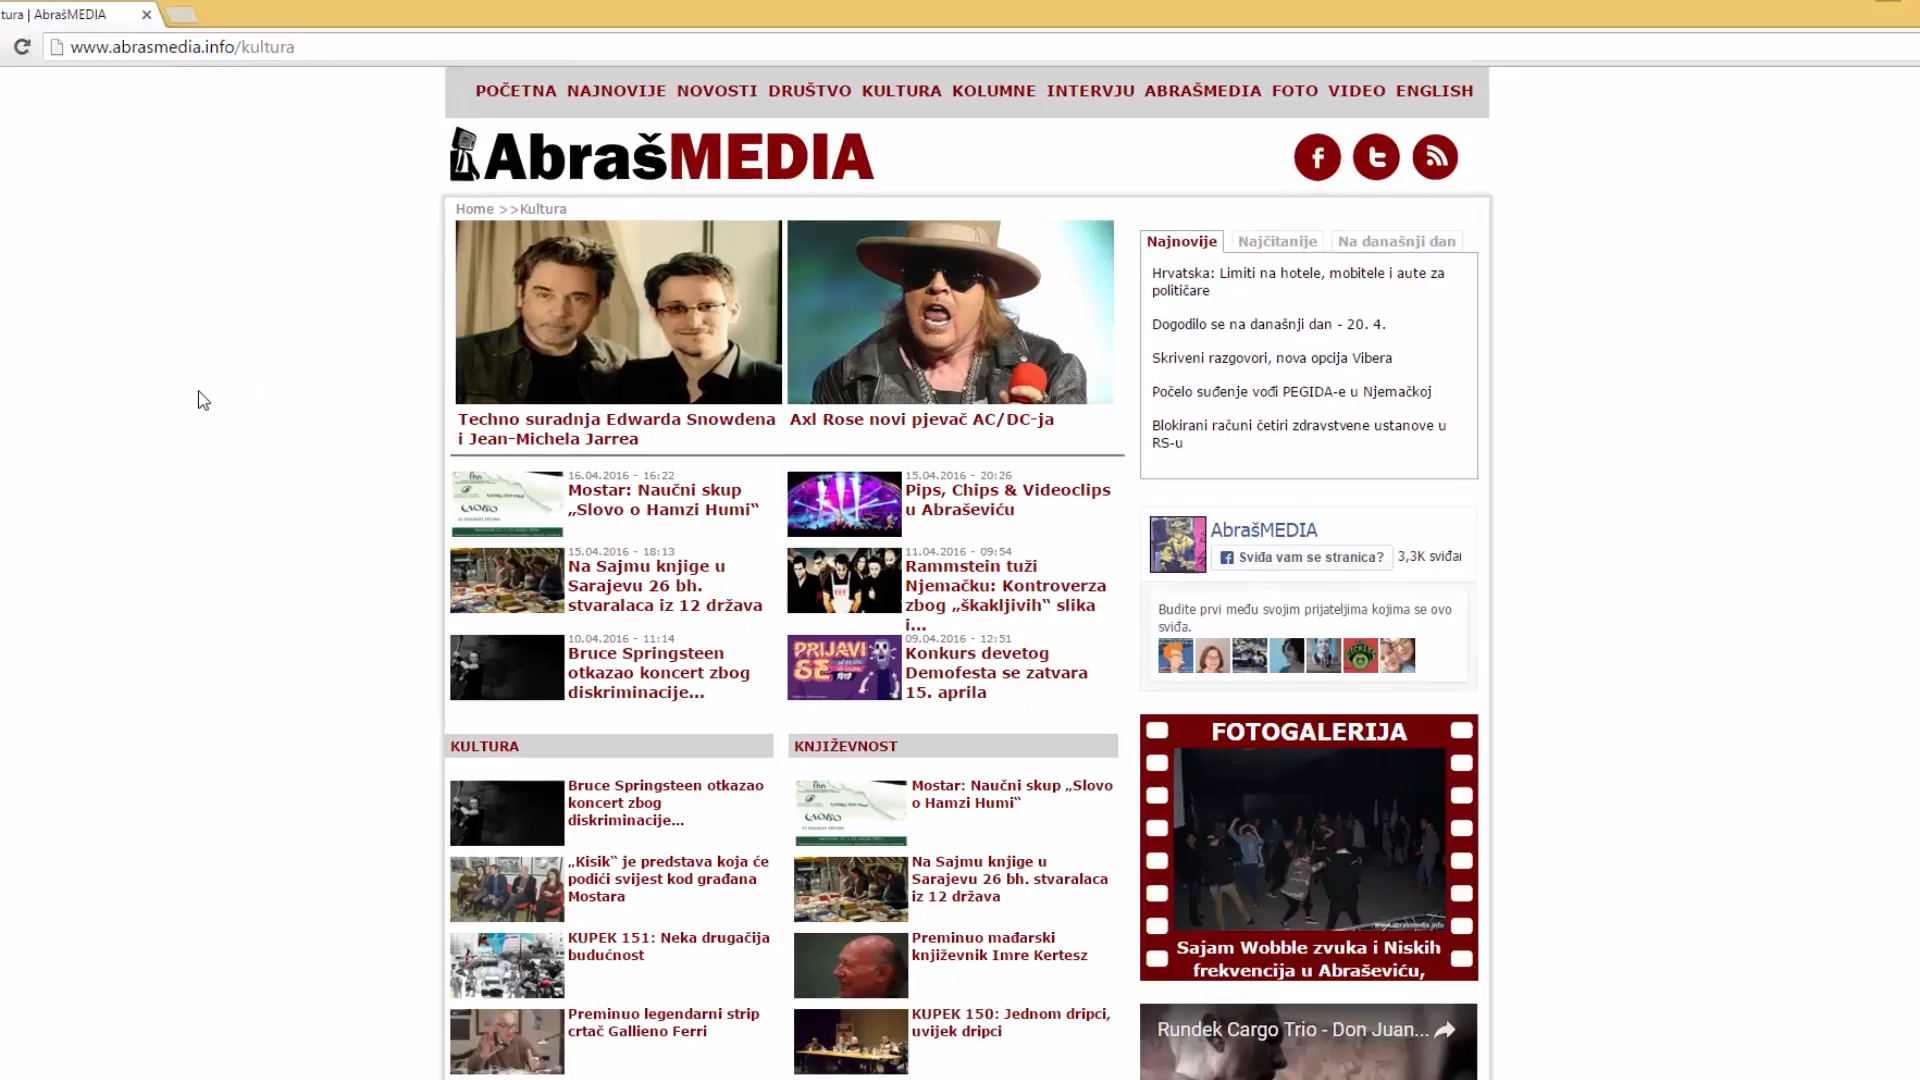 tura | AbrašMEDIA
www.abrasmedia.info/kultura
POČETNA NAJNOVIJE NOVOSTI DRUŠTVO KULTURA KOLUMNE INTERVJU ABRAŠMEDIA FOTO VIDEO ENGLISH
AbrašMEDIA
Home >>Kultura
Techno suradnja Edwarda Snowdena
i Jean-Michela Jarrea
Axl Rose novi pjevač AC/DC-ja
16.04.2016 - 16:22
Mostar: Naučni skup
„Slovo o Hamzi Humi“
15.04.2016 - 20:26
Pips, Chips & Videoclips
u Abraševiću
15.04.2016 - 18:13
Na Sajmu knjige u
Sarajevu 26 bh.
stvaralaca iz 12 država
11.04.2016 - 09:54
Rammstein tuži
Njemačku: Kontroverza
zbog „škakljivih“ slika
i...
10.04.2016 - 11:14
Bruce Springsteen
otkazao koncert zbog
diskriminacije...
PRIJAVI
SE
09.04.2016 - 12:51
Konkurs devetog
Demofesta se zatvara
15. aprila
KULTURA
Bruce Springsteen otkazao
koncert zbog
diskriminacije...
„Kisik“ je predstava koja će
podići svijest kod građana
Mostara
KUPEK 151: Neka drugačija
budućnost
Preminuo legendarni strip
crtač Gallieno Ferri
KNJIŽEVNOST
Mostar: Naučni skup „Slovo
o Hamzi Humi“
Na Sajmu knjige u
Sarajevu 26 bh. stvaralaca
iz 12 država
Preminuo mađarski
književnik Imre Kertesz
KUPEK 150: Jednom dripci,
uvijek dripci
Najnovije Najčitanije Na današnji dan
Hrvatska: Limiti na hotele, mobitele i aute za
političare
Dogodilo se na današnji dan - 20. 4.
Skriveni razgovori, nova opcija Vibera
Počelo suđenje vođi PEGIDA-e u Njemačkoj
Blokirani računi četiri zdravstvene ustanove u
RS-u
AbrašMEDIA
Sviđa vam se stranica? 3,3K sviđa
Budite prvi među svojim prijateljima kojima se ovo
sviđa.
FOTOGALERIJA
www.abrasmedia.info
Sajam Wobble zvuka i Niskih
frekvencija u Abraševiću,
Rundek Cargo Trio - Don Juan...